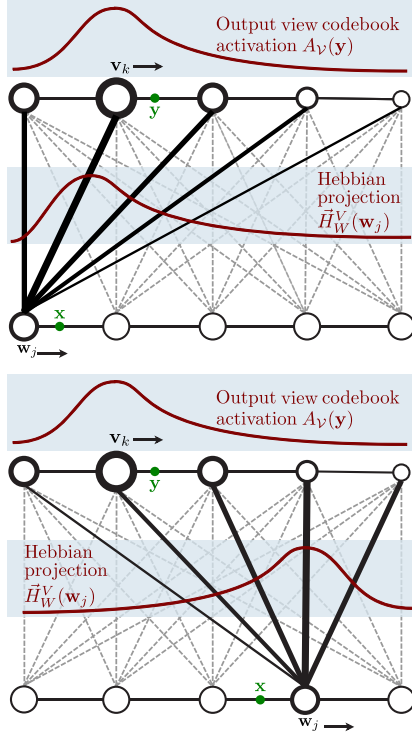 Output view codebook
activation A_𝒱(𝐲)
𝐯_k
𝐲
Hebbian
projection
H⃗_W^V(𝐰_j)
𝐱
𝐰_j
Output view codebook
activation A_𝒱(𝐲)
𝐯_k
𝐲
Hebbian
projection
H⃗_W^V(𝐰_j)
𝐱
𝐰_j